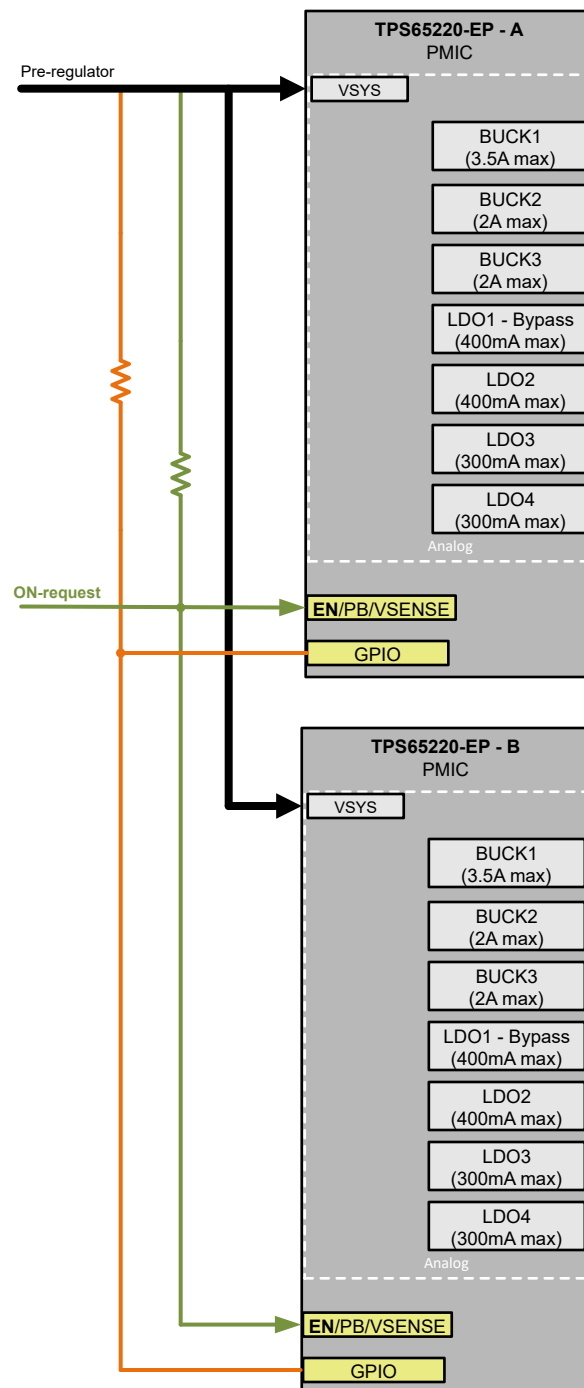 TPS65220-EP - A
PMIC
Pre-regulator
VSYS
BUCK1
(3.5A max)
BUCK2
(2A max)
BUCK3
(2A max)
LDO1 - Bypass
(400mA max)
LDO2
(400mA max)
LDO3
(300mA max)
LDO4
(300mA max)
Analog
ON-request
EN/PB/VSENSE
GPIO
TPS65220-EP - B
PMIC
VSYS
BUCK1
(3.5A max)
BUCK2
(2A max)
BUCK3
(2A max)
LDO1 - Bypass
(400mA max)
LDO2
(400mA max)
LDO3
(300mA max)
LDO4
(300mA max)
Analog
EN/PB/VSENSE
GPIO